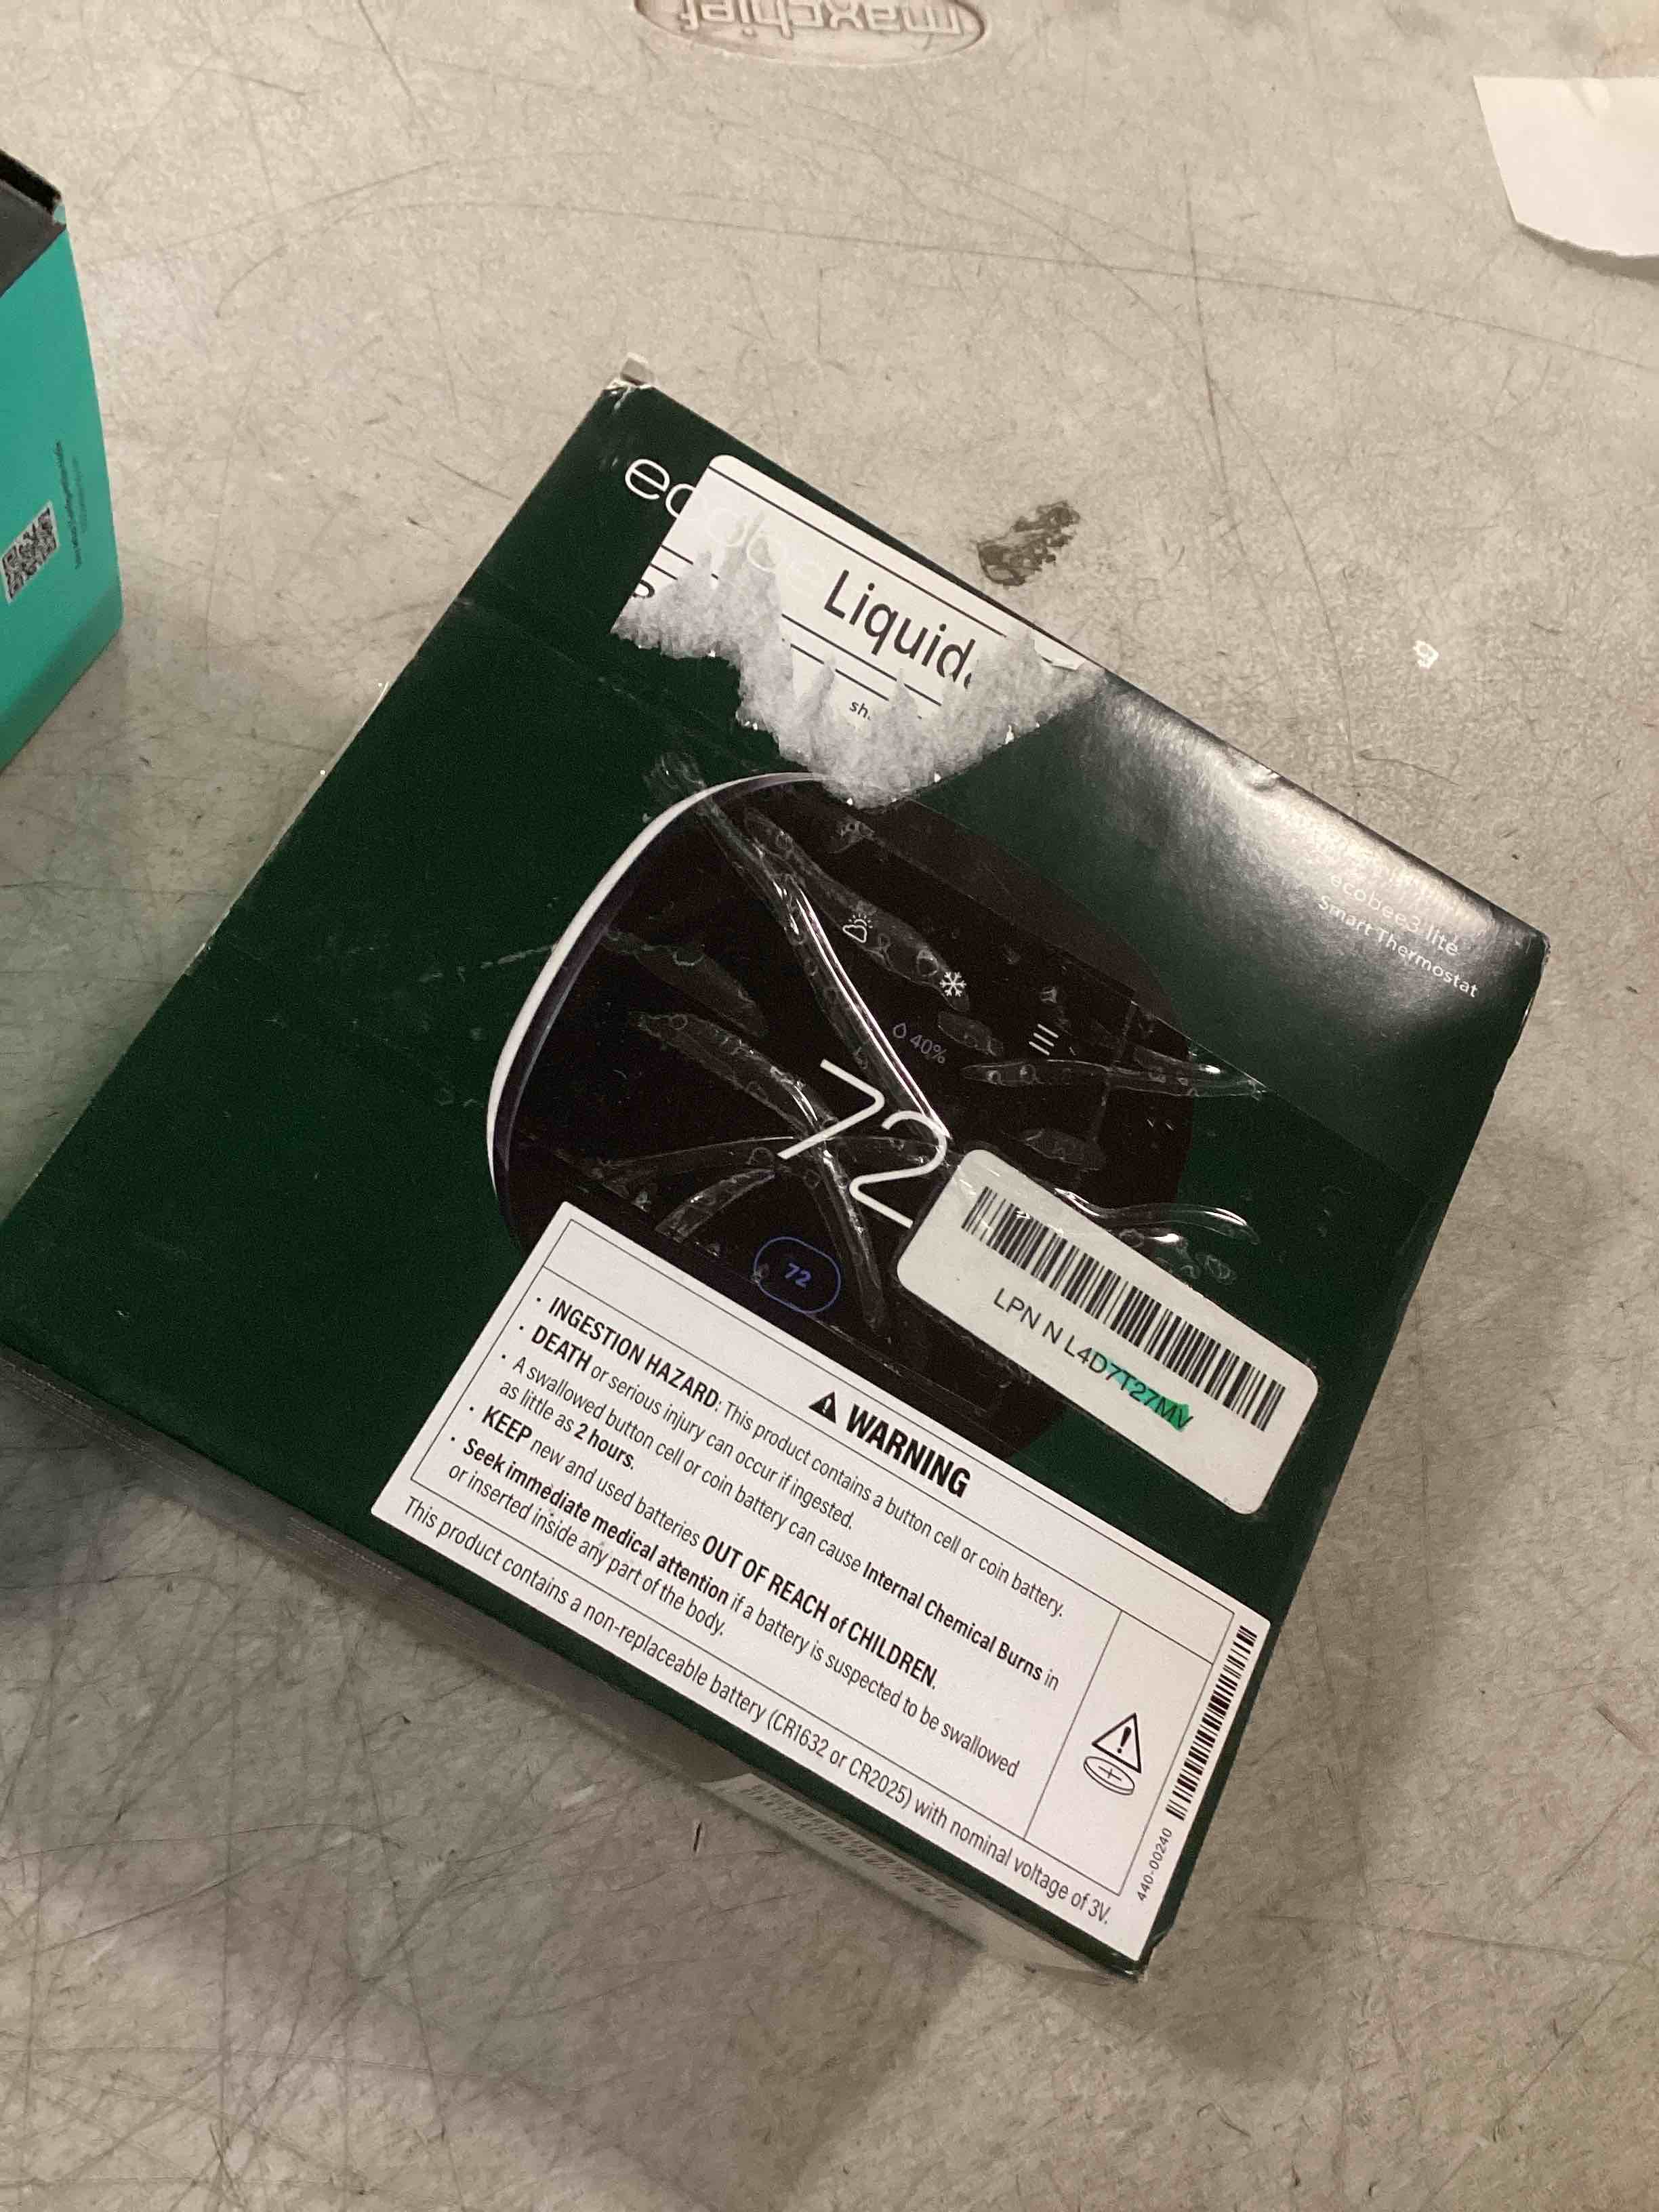 maxchief
ecobe
Liquid
sh
ecobee3 lite
Smart Thermostat
40%
72
72
LPN N L4D7T27MV
WARNING
· INGESTION HAZARD: This product contains a button cell or coin battery.
· DEATH or serious injury can occur if ingested.
· A swallowed button cell or coin battery can cause Internal Chemical Burns in
as little as 2 hours.
· KEEP new and used batteries OUT OF REACH of CHILDREN.
· Seek immediate medical attention if a battery is suspected to be swallowed
or inserted inside any part of the body.
This product contains a non-replaceable battery (CR1632 or CR2025) with nominal voltage of 3V.
440-00240